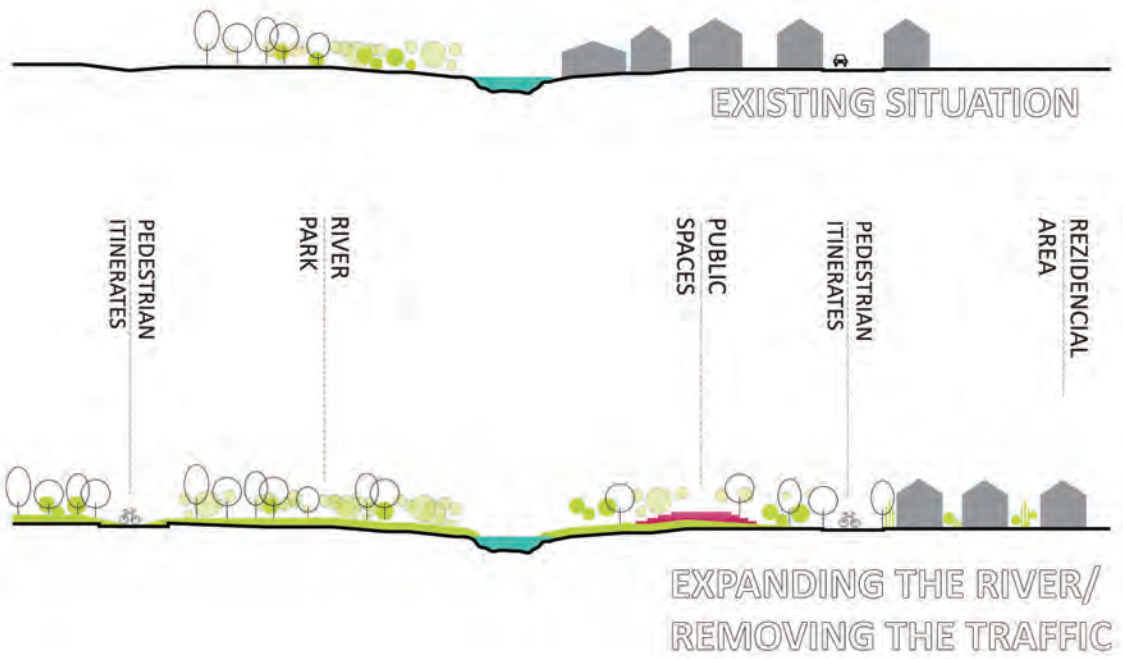 EXISTING SITUATION
PEDESTRIAN
ITINERATES
RIVER
PARK
PUBLIC
SPACES
PEDESTRIAN
ITINERATES
REZIDENCIAL
AREA
EXPANDING THE RIVER/
REMOVING THE TRAFFIC